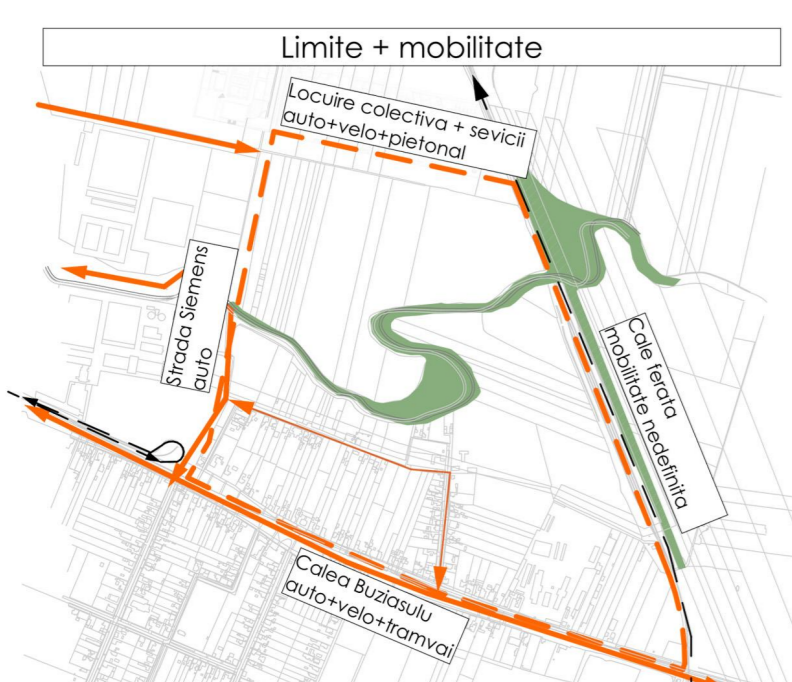 Limite + mobilitate
Locuire colectiva + sevicii
auto+velo+pietonal
Strada Siemens
auto
Cale ferata
mobilitate nedefinita
Calea Buziasulu
auto+velo+tramvai